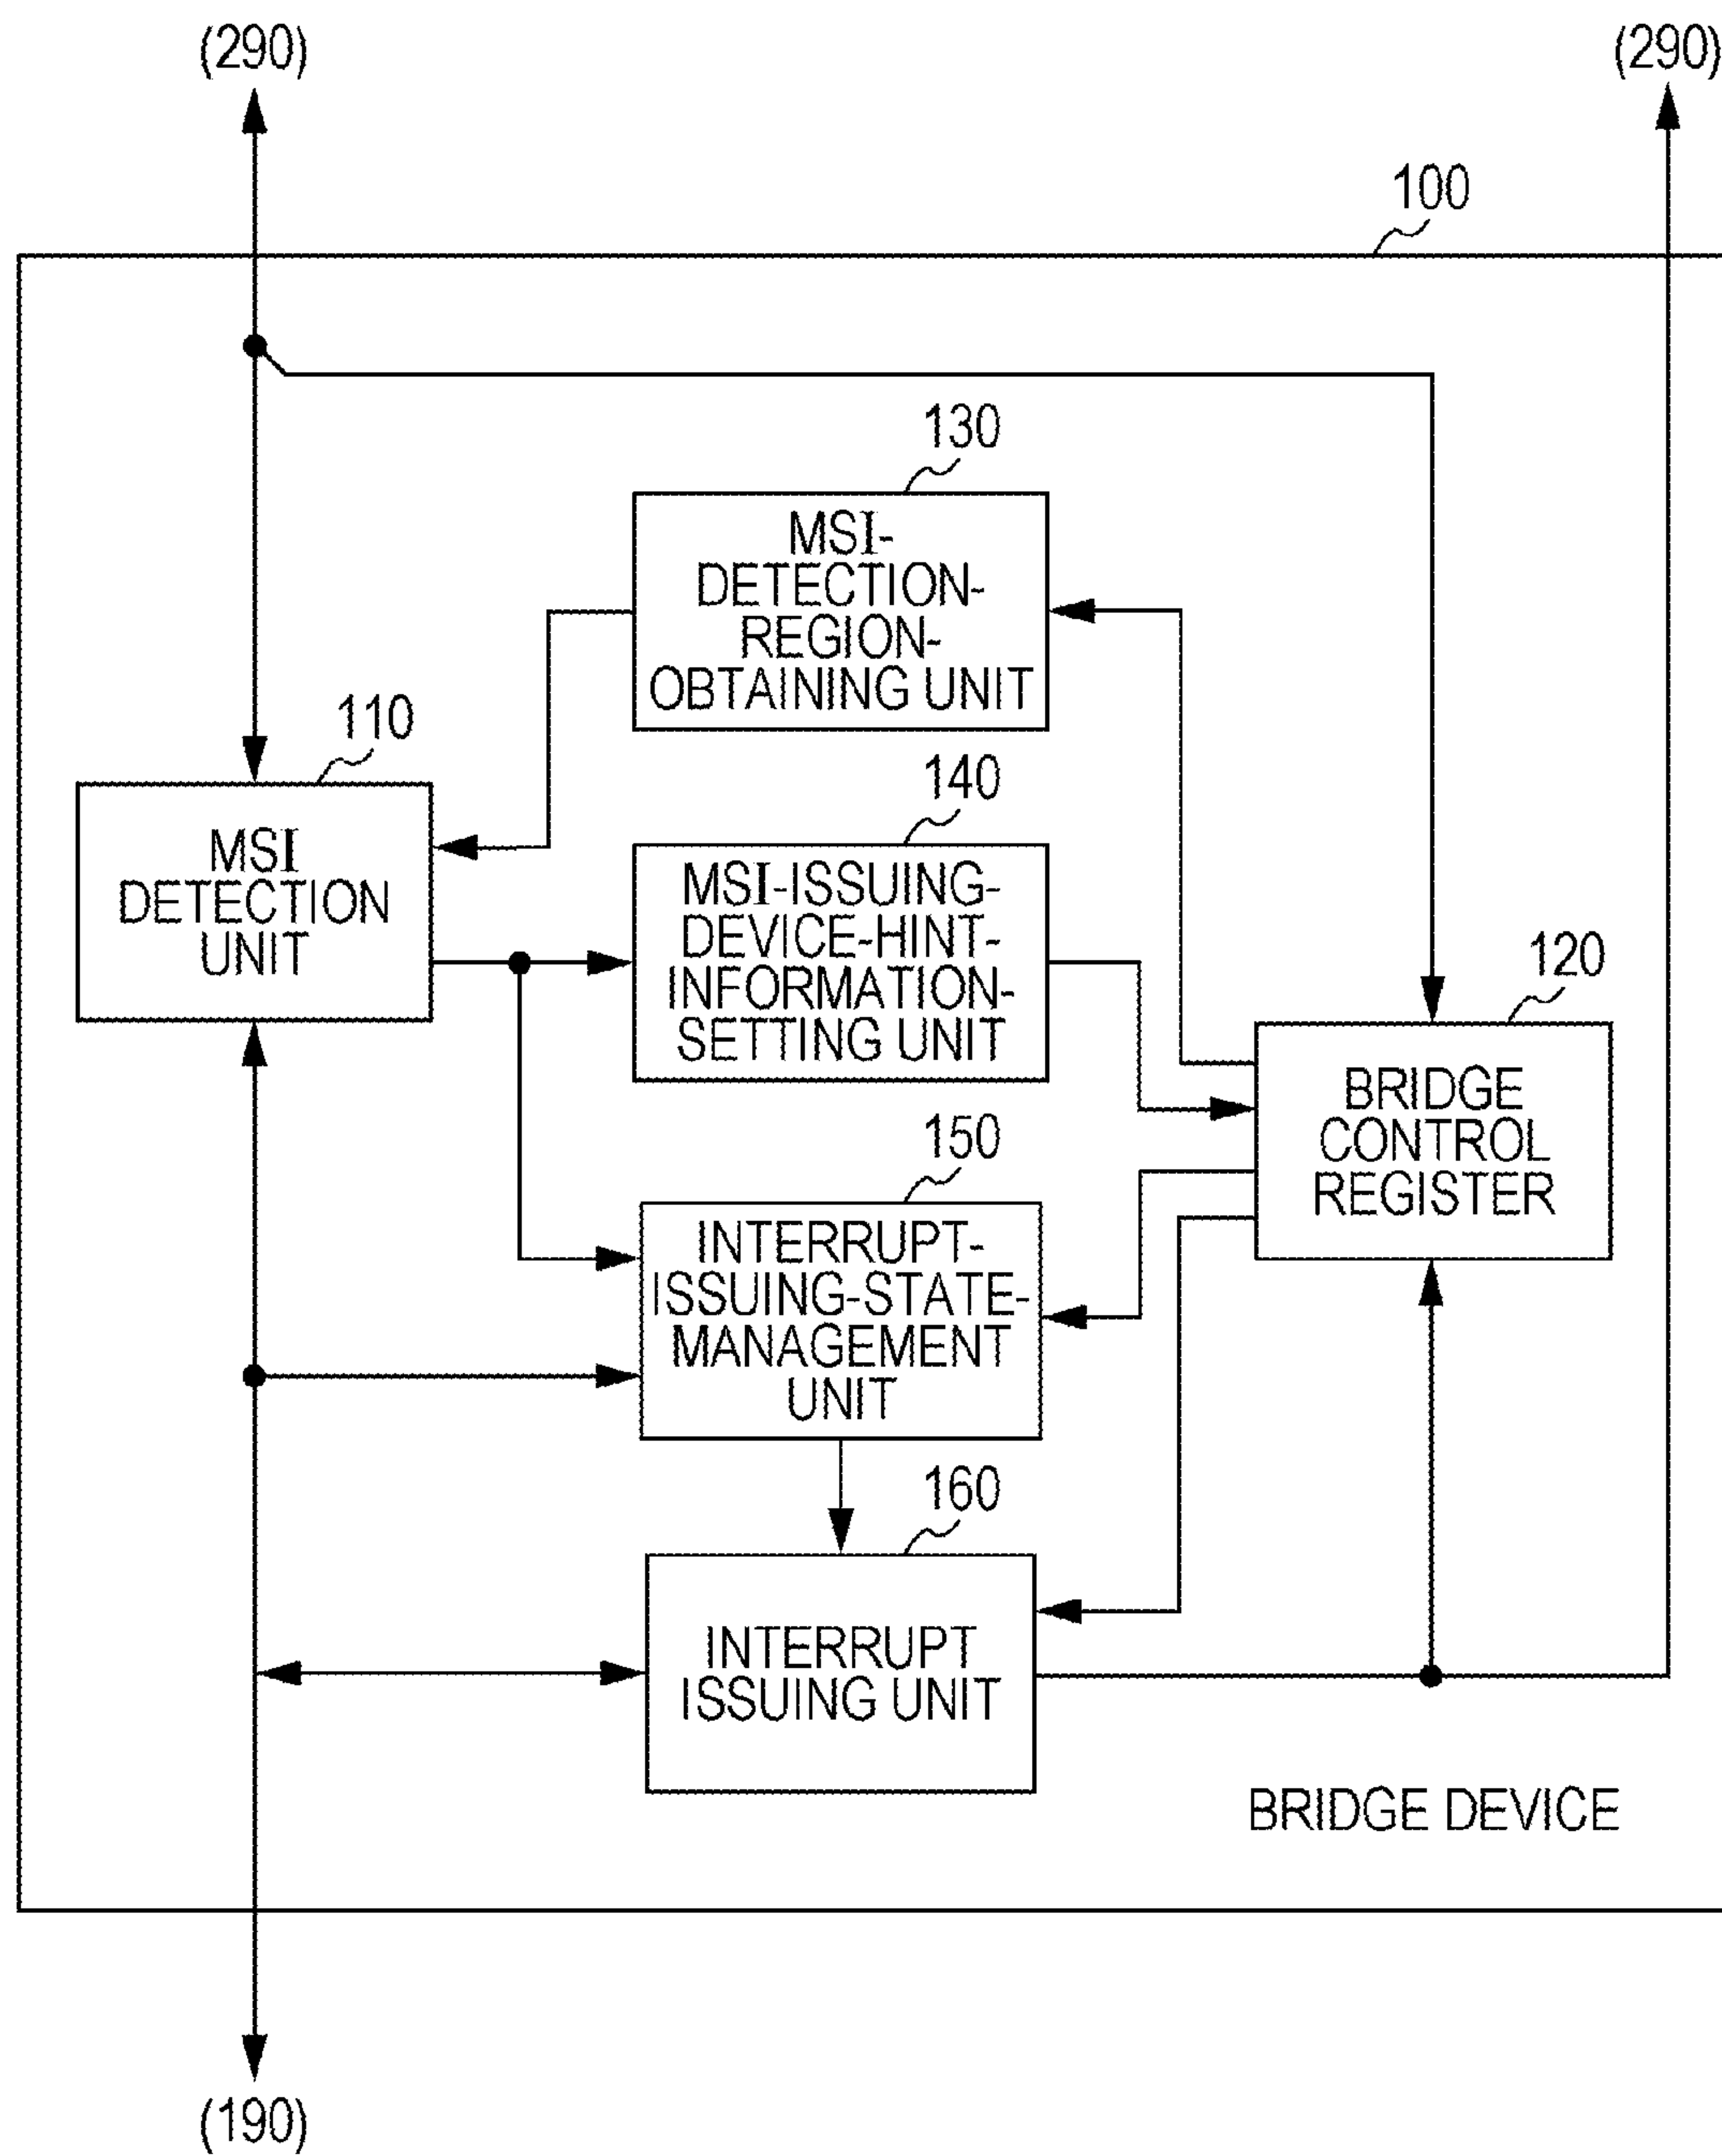 (290)
(290)
100
130
MSI-
DETECTION-
REGION-
OBTAINING UNIT
110
MSI
DETECTION
UNIT
140
MSI-ISSUING-
DEVICE-HINT-
INFORMATION-
SETTING UNIT
120
BRIDGE
CONTROL
REGISTER
150
INTERRUPT-
ISSUING-STATE-
MANAGEMENT
UNIT
160
INTERRUPT
ISSUING UNIT
BRIDGE DEVICE
(190)